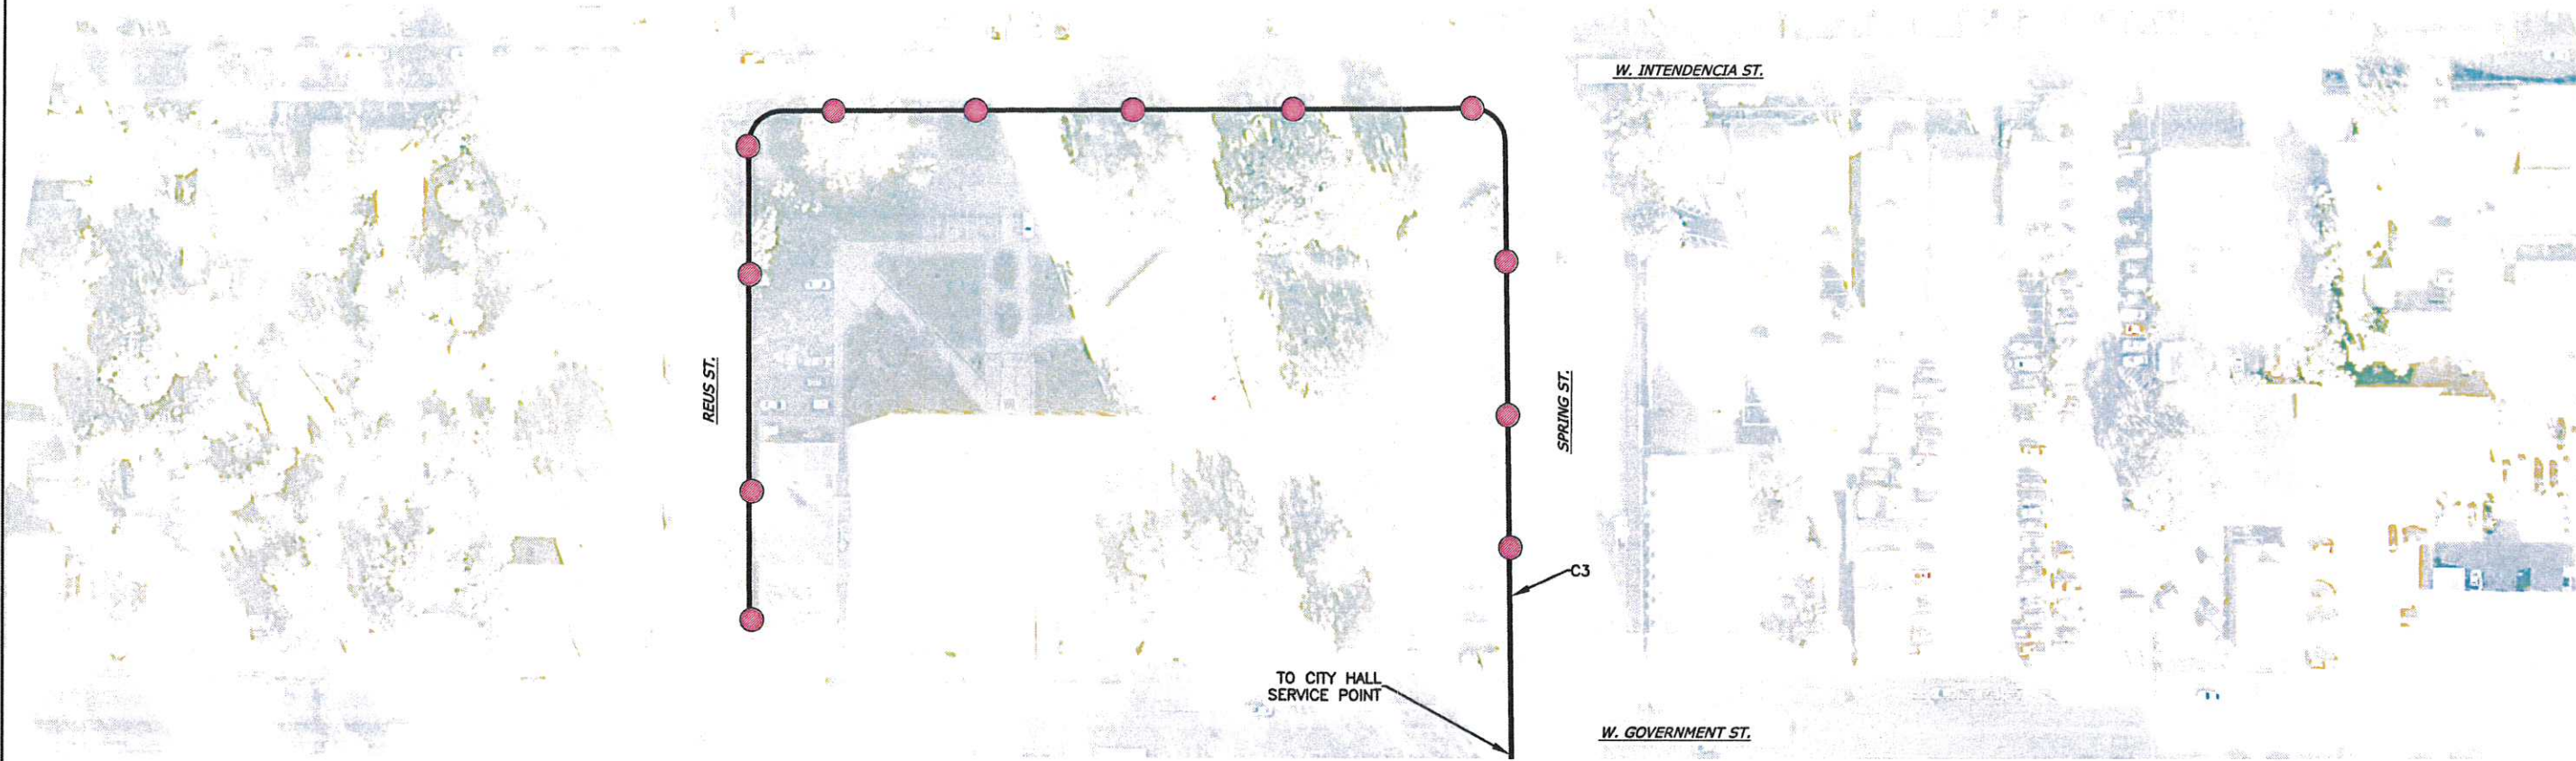 W. INTENDENCIA ST.
REUS ST.
SPRING ST.
C3
TO CITY HALL
SERVICE POINT
W. GOVERNMENT ST.